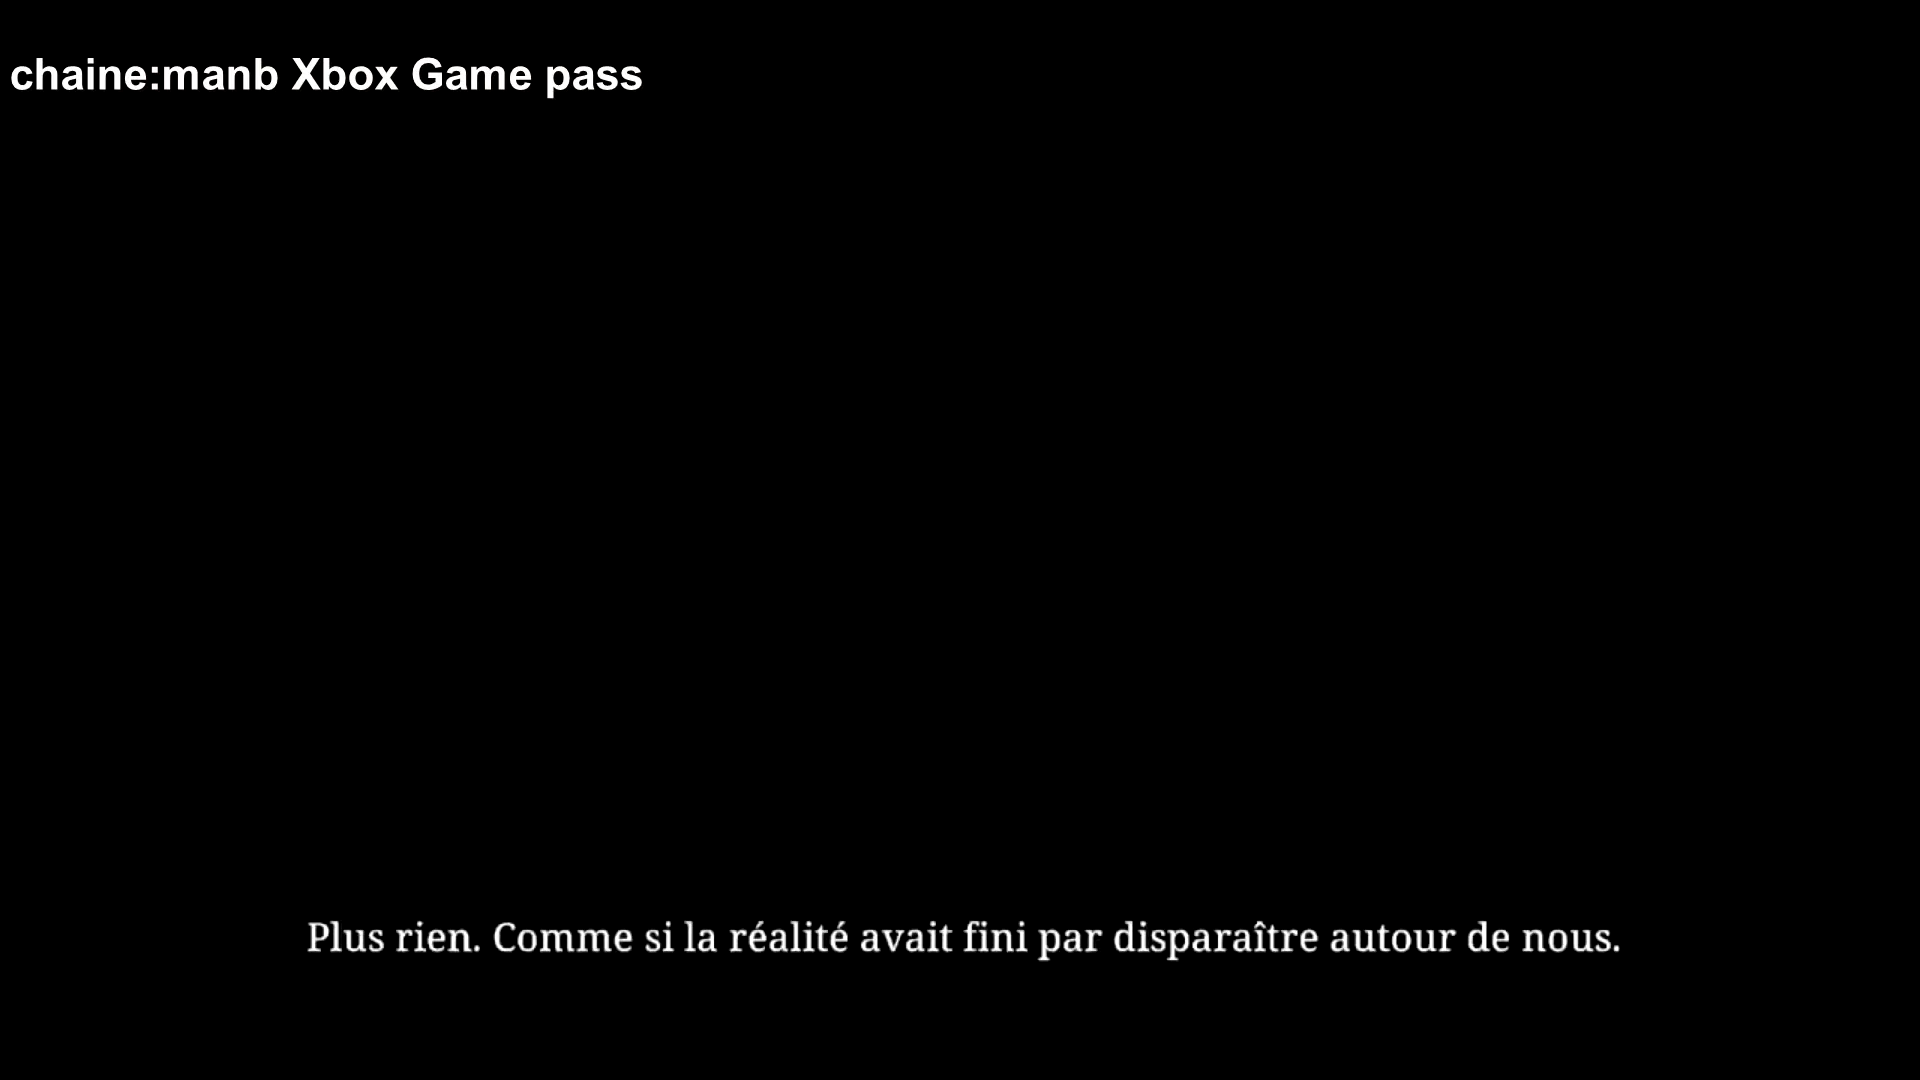 chaine:manb Xbox Game pass
Plus rien. Comme si la réalité avait fini par disparaître autour de nous.